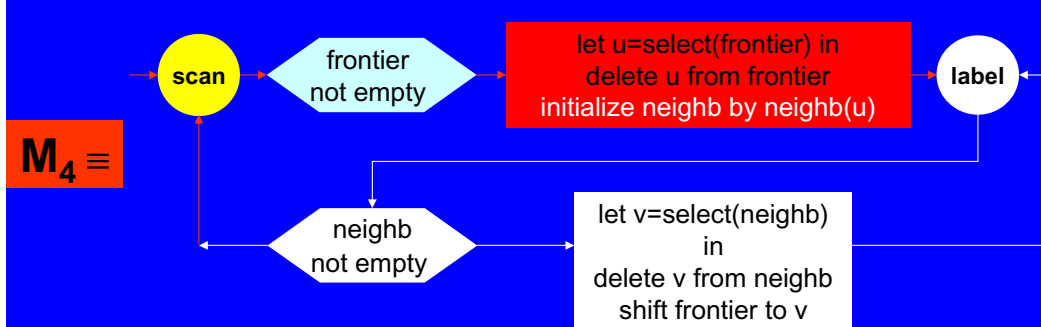 scan
frontier
not empty
let u=select(frontier) in
delete u from frontier
initialize neighb by neighb(u)
label
M4 ≡
neighb
not empty
let v=select(neighb)
in
delete v from neighb
shift frontier to v